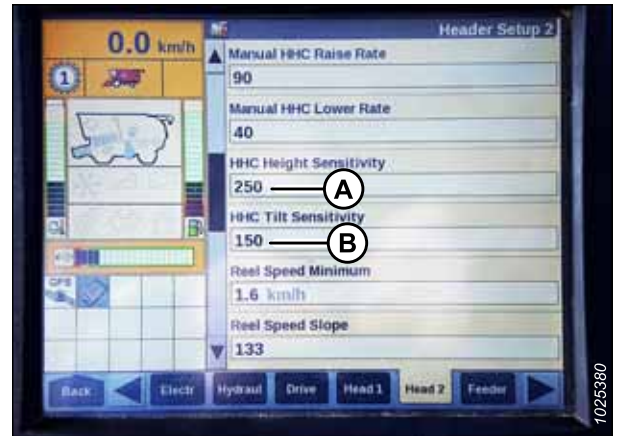 Header Setup 2
0.0 km/h
1
Manual HHC Raise Rate
90
Manual HHC Lower Rate
40
HHC Height Sensitivity
250
A
HHC Tilt Sensitivity
150
B
Reel Speed Minimum
1.6 km/h
Reel Speed Slope
133
GPS
Back
Electr
Hydraul
Drive
Head 1
Head 2
Feeder
1025380